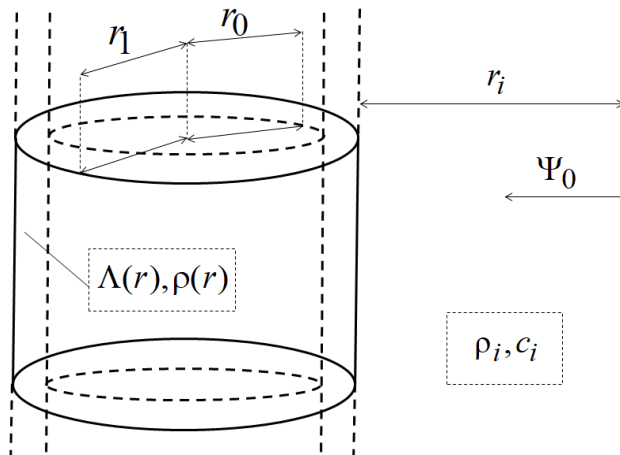 r₁
r₀
rᵢ
Ψ₀
Λ(r), ρ(r)
ρᵢ, cᵢ